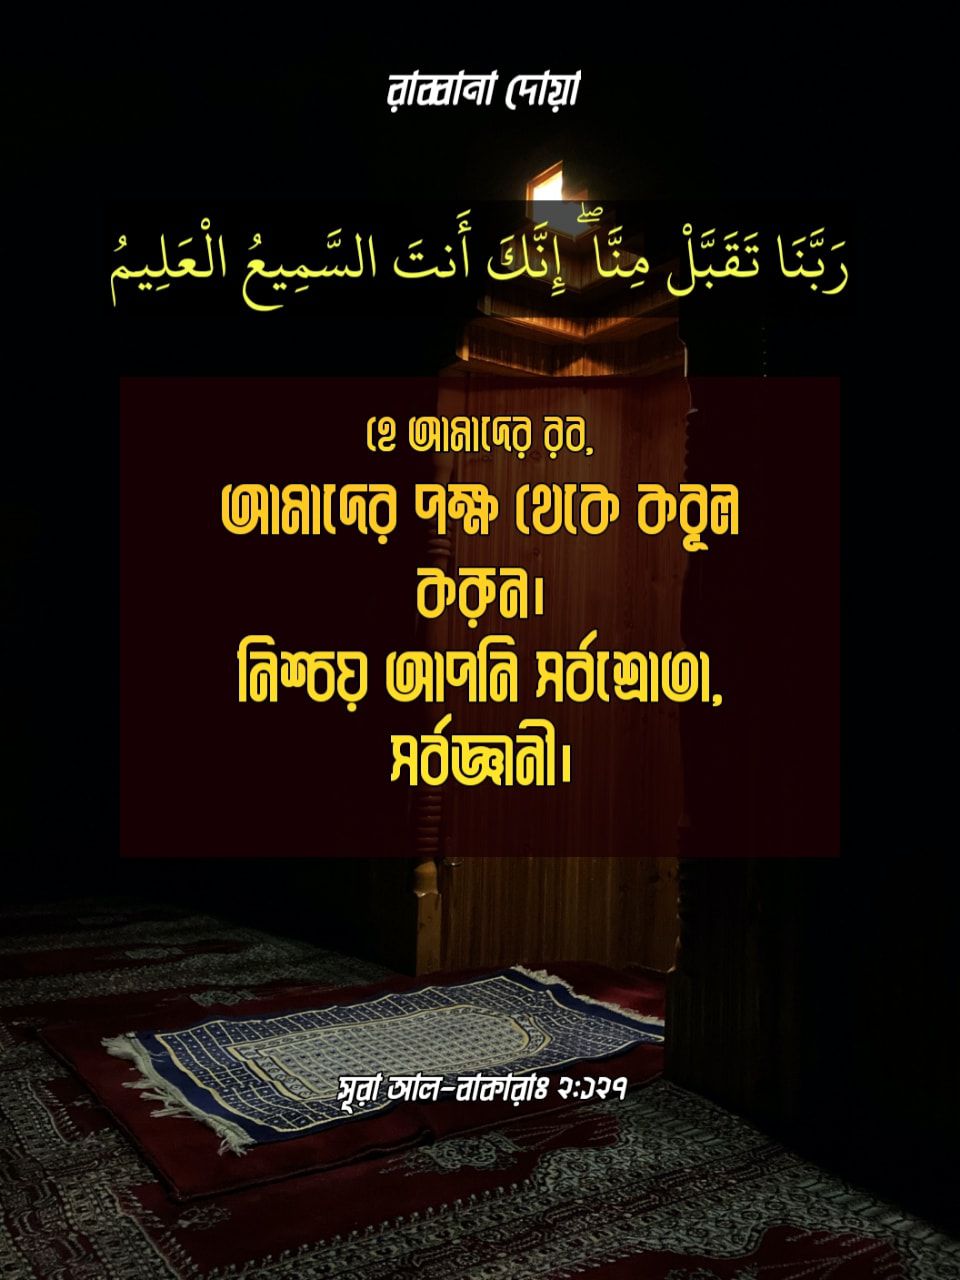 রাব্বানা দোয়া
رَبَّنَا تَقَبَّلْ مِنَّا ۖ إِنَّكَ أَنتَ السَّمِيعُ الْعَلِيمُ
হে আমাদের রব,
আমাদের পক্ষ থেকে কবূল
করুন।
নিশ্চয় আপনি সর্বশ্রোতা,
সর্বজ্ঞানী।
সূরা আল-বাকারাঃ ২:১২৭